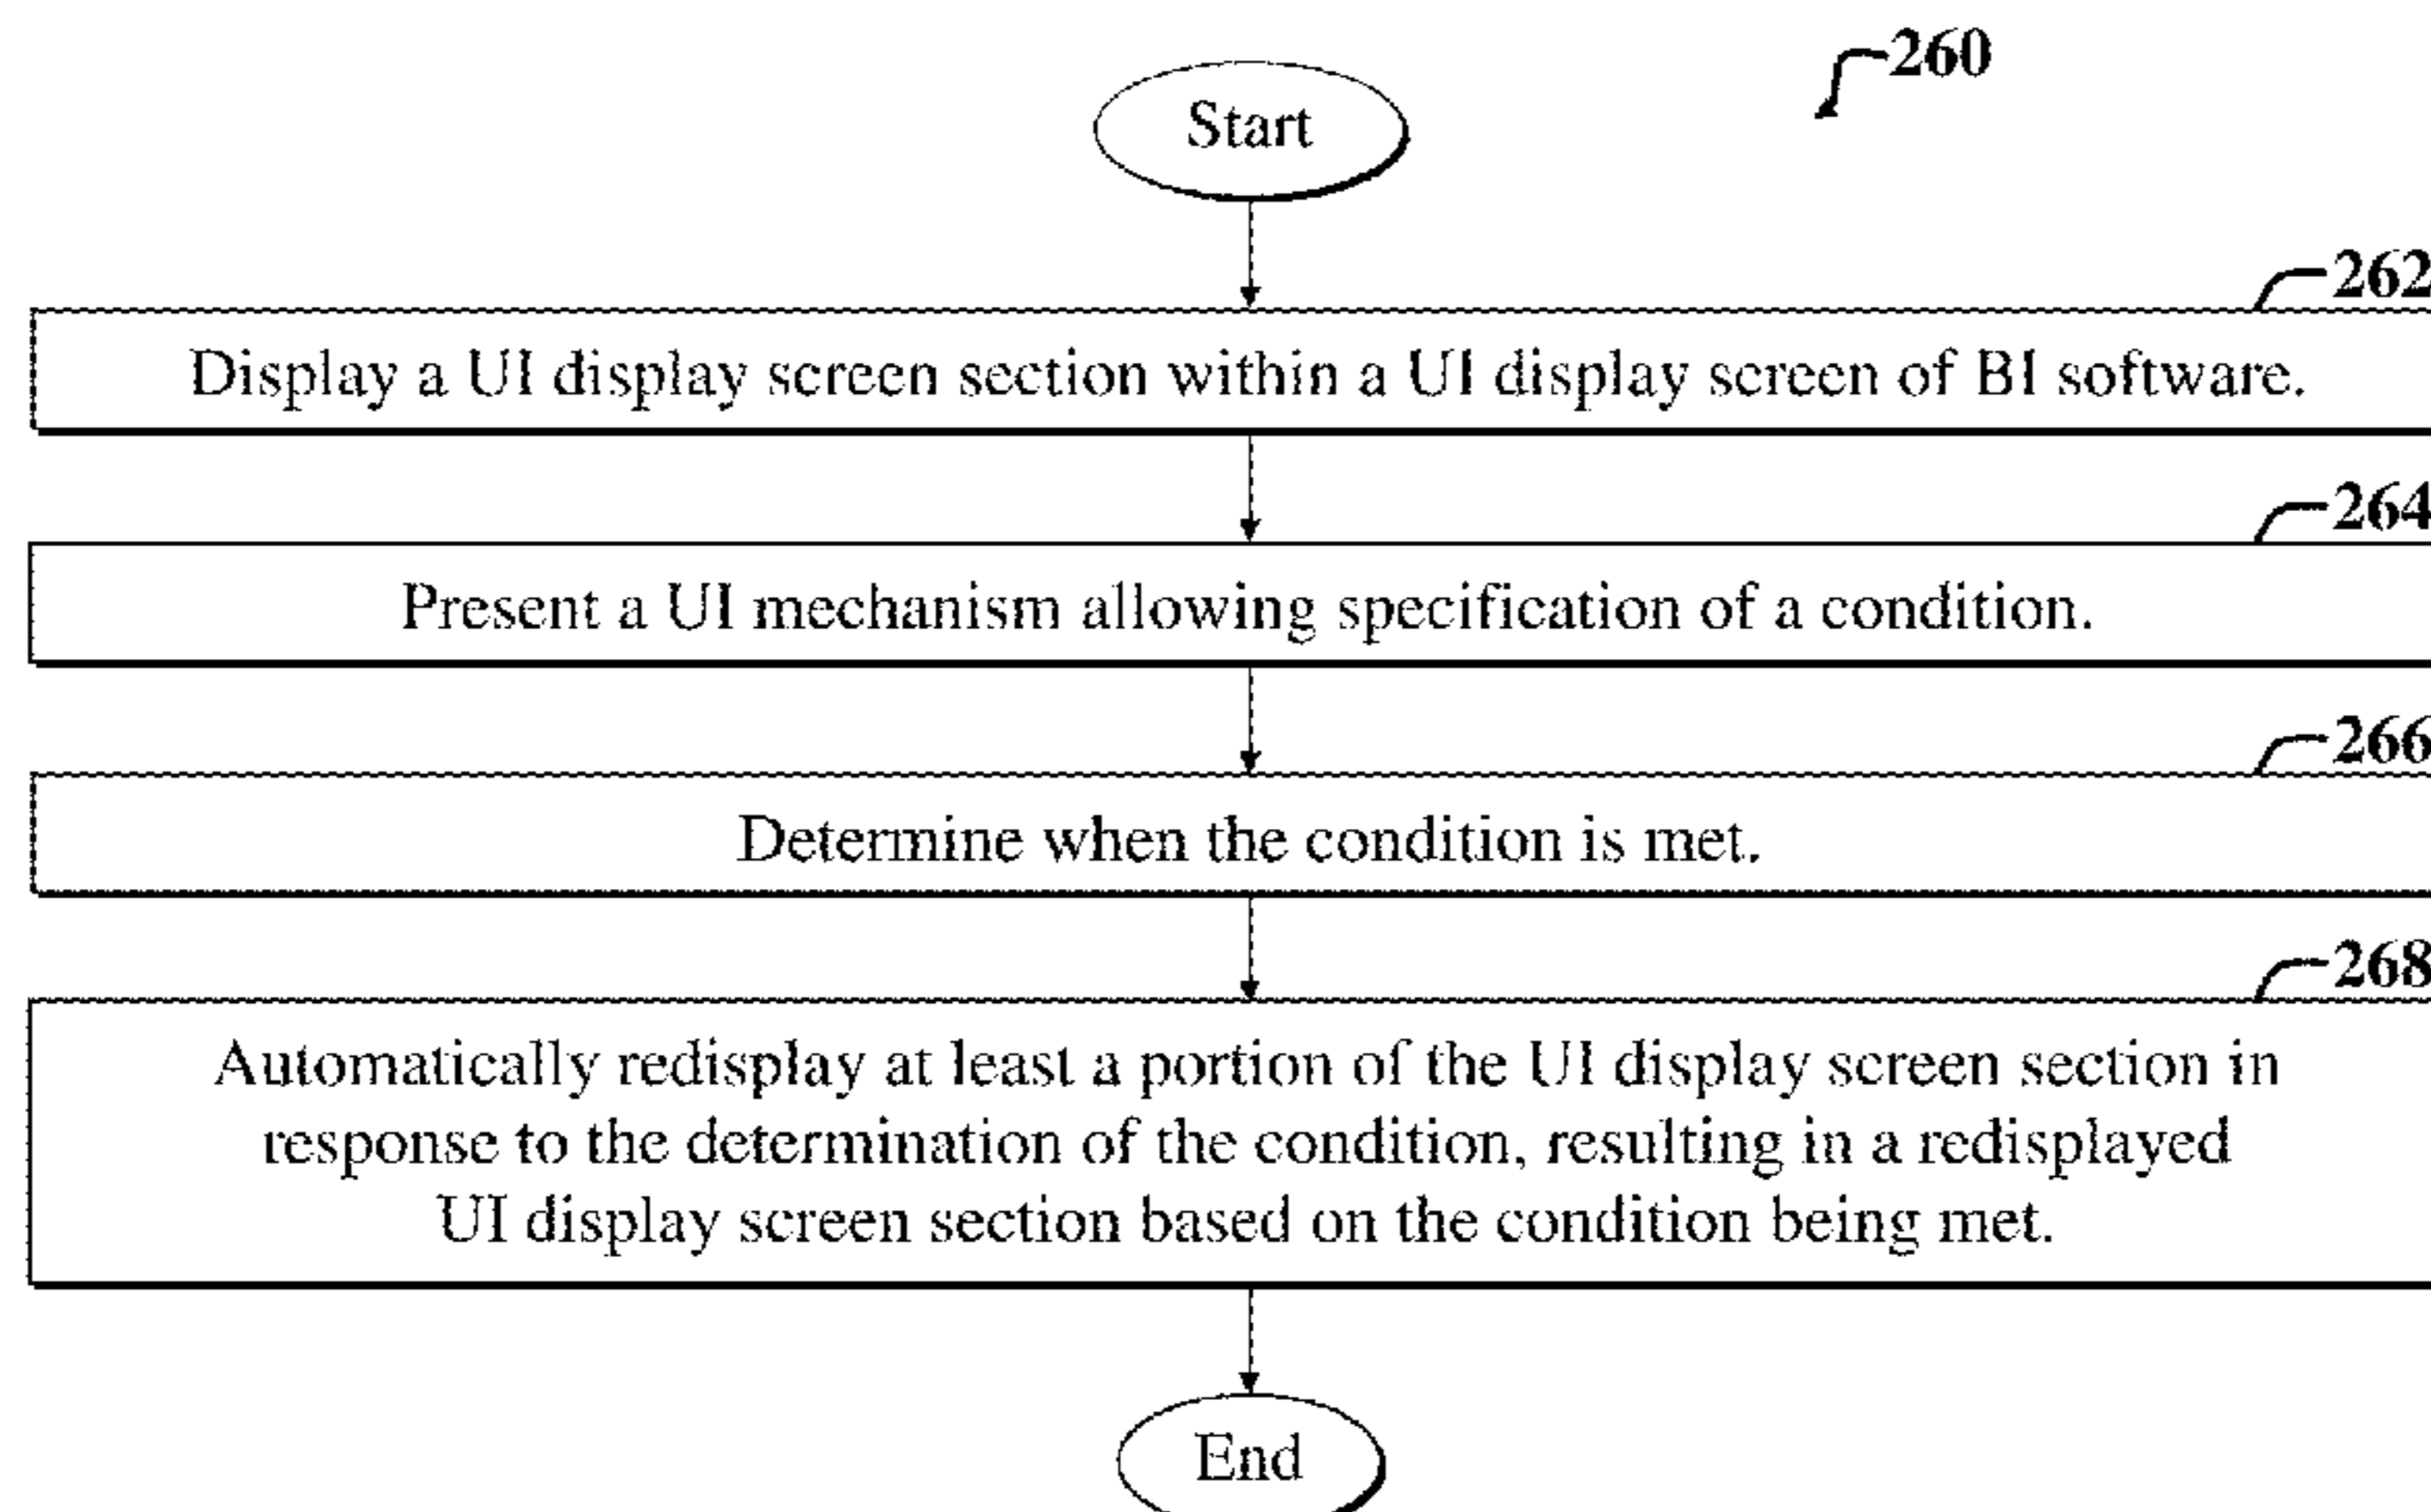 260
Start
262
Display a UI display screen section within a UI display screen of BI software.
264
Present a UI mechanism allowing specification of a condition.
266
Determine when the condition is met.
268
Automatically redisplay at least a portion of the UI display screen section in
response to the determination of the condition, resulting in a redisplayed
UI display screen section based on the condition being met.
End